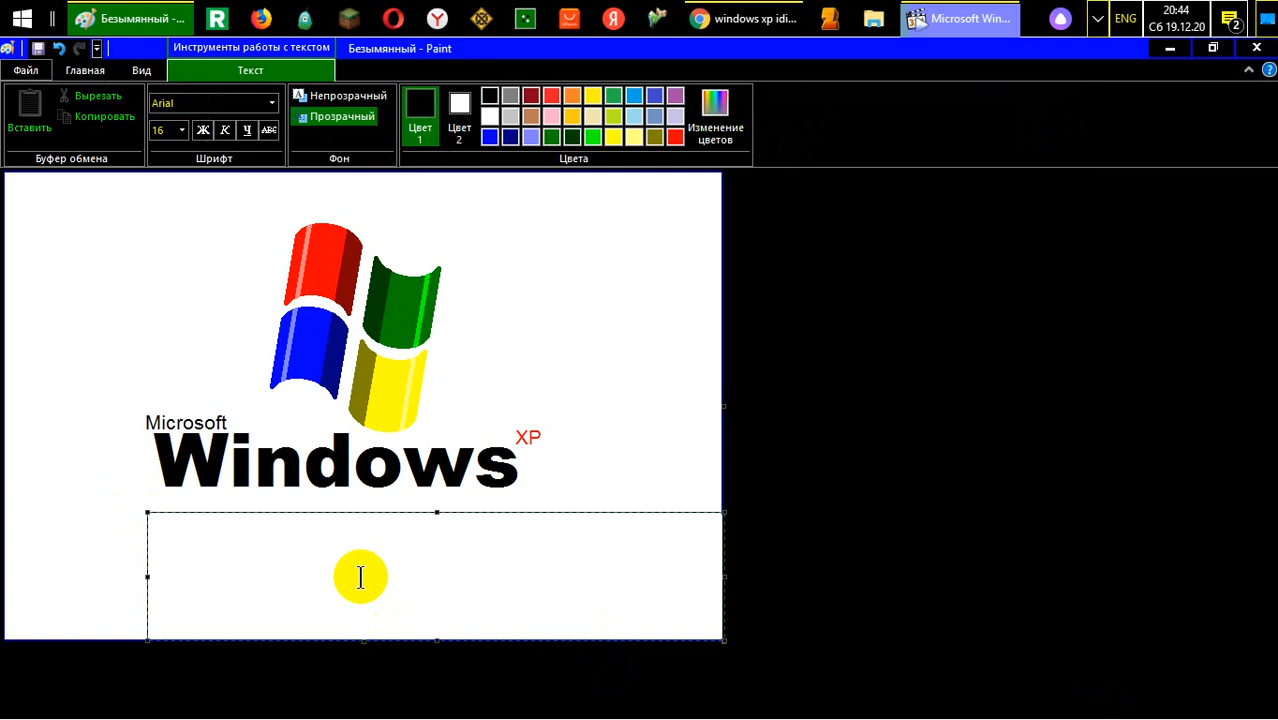 Безымянный -...
windows xp idi...
Microsoft Win...
ENG
20:44
Сб 19.12.20
2
Инструменты работы с текстом
Безымянный - Paint
Файл
Главная
Вид
Текст
Вставить
Вырезать
Копировать
Буфер обмена
Arial
16
Ж К Ч ABC
Шрифт
Непрозрачный
Прозрачный
Фон
Цвет 1
Цвет 2
Изменение цветов
Цвета
Microsoft
Windows XP